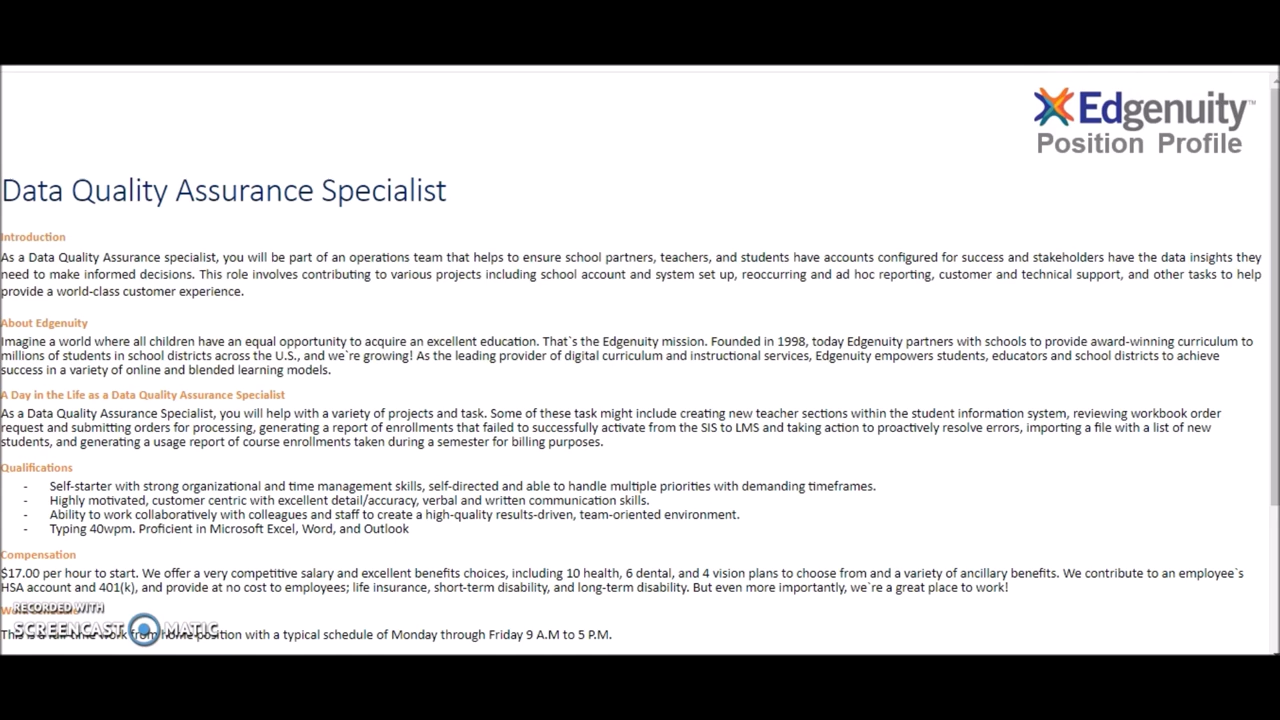 Edgenuity™
Position Profile
Data Quality Assurance Specialist
Introduction
As a Data Quality Assurance specialist, you will be part of an operations team that helps to ensure school partners, teachers, and students have accounts configured for success and stakeholders have the data insights they
need to make informed decisions. This role involves contributing to various projects including school account and system set up, reoccurring and ad hoc reporting, customer and technical support, and other tasks to help
provide a world-class customer experience.
About Edgenuity
Imagine a world where all children have an equal opportunity to acquire an excellent education. That`s the Edgenuity mission. Founded in 1998, today Edgenuity partners with schools to provide award-winning curriculum to
millions of students in school districts across the U.S., and we`re growing! As the leading provider of digital curriculum and instructional services, Edgenuity empowers students, educators and school districts to achieve
success in a variety of online and blended learning models.
A Day in the Life as a Data Quality Assurance Specialist
As a Data Quality Assurance Specialist, you will help with a variety of projects and task. Some of these task might include creating new teacher sections within the student information system, reviewing workbook order
request and submitting orders for processing, generating a report of enrollments that failed to successfully activate from the SIS to LMS and taking action to proactively resolve errors, importing a file with a list of new
students, and generating a usage report of course enrollments taken during a semester for billing purposes.
Qualifications
- Self-starter with strong organizational and time management skills, self-directed and able to handle multiple priorities with demanding timeframes.
- Highly motivated, customer centric with excellent detail/accuracy, verbal and written communication skills.
- Ability to work collaboratively with colleagues and staff to create a high-quality results-driven, team-oriented environment.
- Typing 40wpm. Proficient in Microsoft Excel, Word, and Outlook
Compensation
$17.00 per hour to start. We offer a very competitive salary and excellent benefits choices, including 10 health, 6 dental, and 4 vision plans to choose from and a variety of ancillary benefits. We contribute to an employee`s
HSA account and 401(k), and provide at no cost to employees; life insurance, short-term disability, and long-term disability. But even more importantly, we`re a great place to work!
RECORDED WITH
SCREENCAST MATIC
This is a work from home position with a typical schedule of Monday through Friday 9 A.M to 5 P.M.